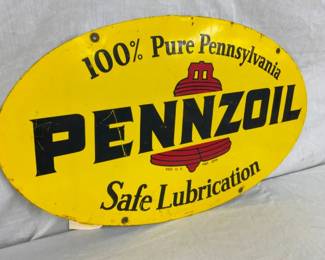 100% Pure Pennsylvania
PENNZOIL
Safe Lubrication